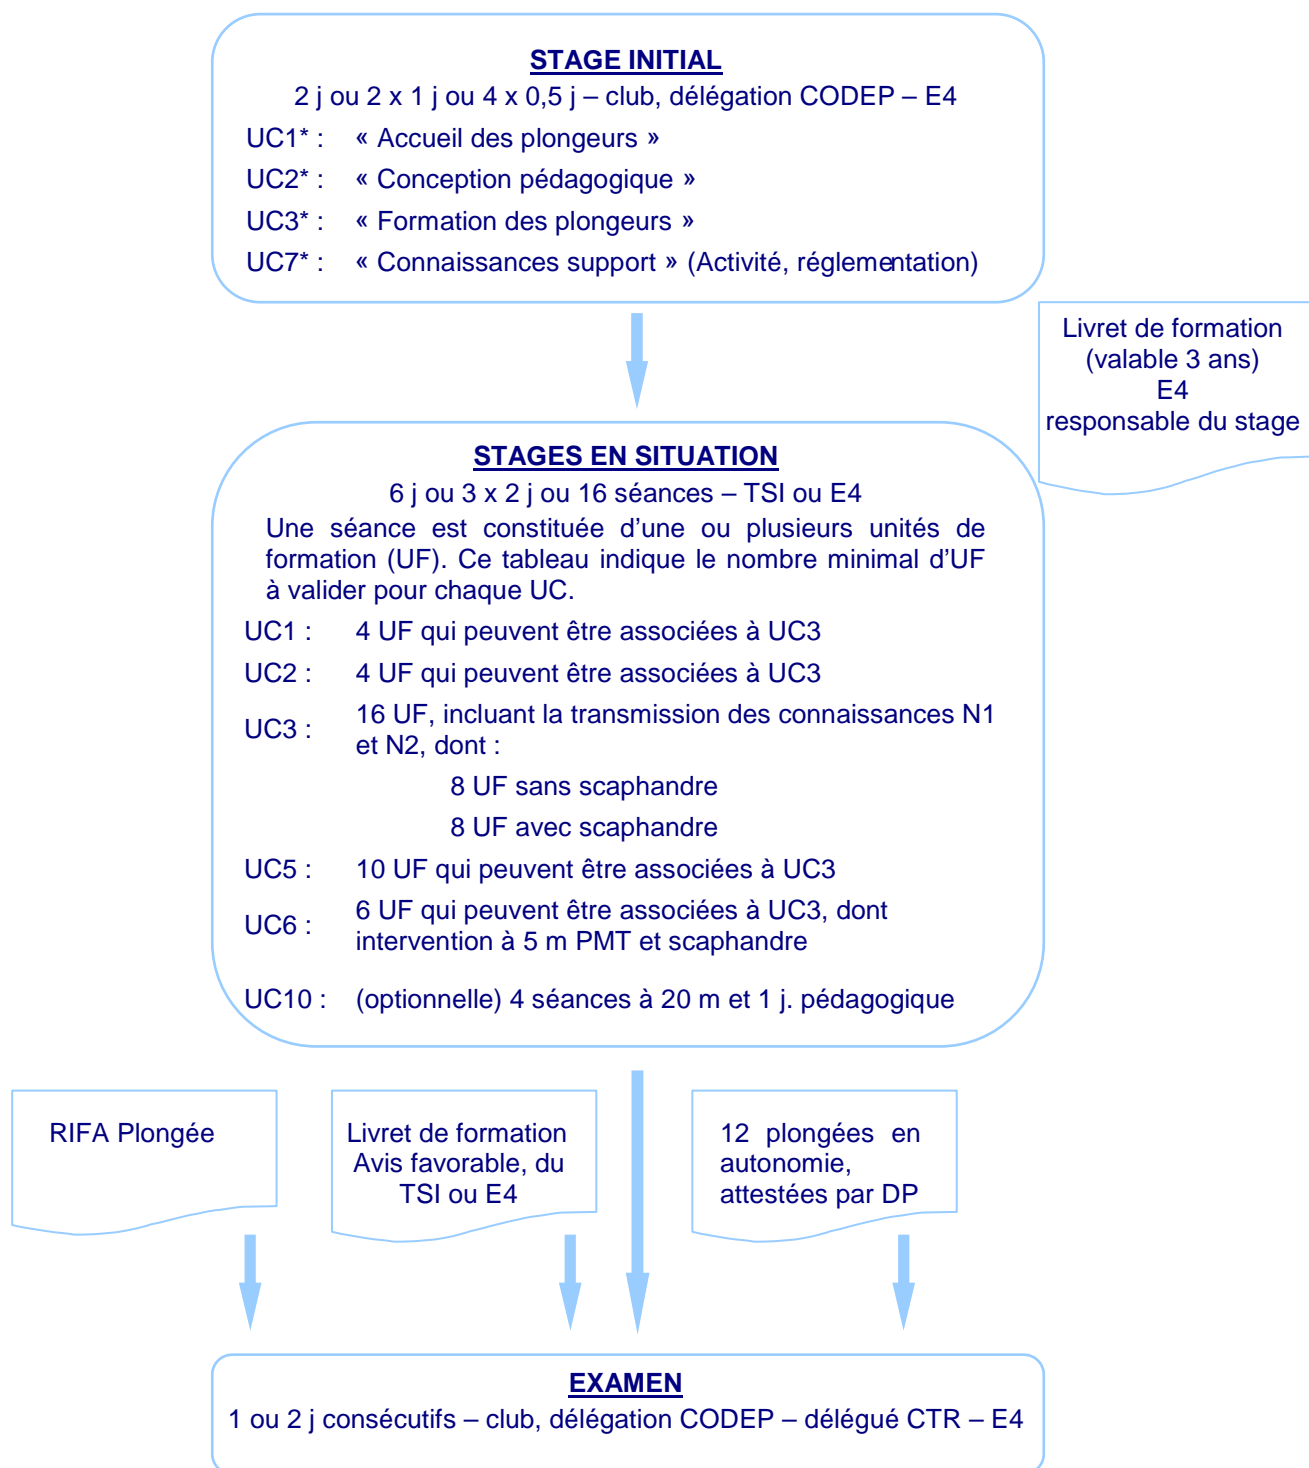 STAGE INITIAL
2 j ou 2 x 1 j ou 4 x 0,5 j – club, délégation CODEP – E4
UC1* : « Accueil des plongeurs »
UC2* : « Conception pédagogique »
UC3* : « Formation des plongeurs »
UC7* : « Connaissances support » (Activité, réglementation)
Livret de formation
(valable 3 ans)
E4
responsable du stage
STAGES EN SITUATION
6 j ou 3 x 2 j ou 16 séances – TSI ou E4
Une séance est constituée d’une ou plusieurs unités de
formation (UF). Ce tableau indique le nombre minimal d’UF
à valider pour chaque UC.
UC1 : 4 UF qui peuvent être associées à UC3
UC2 : 4 UF qui peuvent être associées à UC3
UC3 : 16 UF, incluant la transmission des connaissances N1
et N2, dont :
8 UF sans scaphandre
8 UF avec scaphandre
UC5 : 10 UF qui peuvent être associées à UC3
UC6 : 6 UF qui peuvent être associées à UC3, dont
intervention à 5 m PMT et scaphandre
UC10 : (optionnelle) 4 séances à 20 m et 1 j. pédagogique
RIFA Plongée
Livret de formation
Avis favorable, du
TSI ou E4
12 plongées en
autonomie,
attestées par DP
EXAMEN
1 ou 2 j consécutifs – club, délégation CODEP – délégué CTR – E4